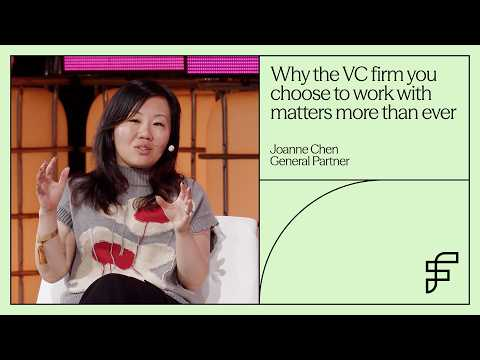 Why the VC firm you
choose to work with
matters more than ever
Joanne Chen
General Partner